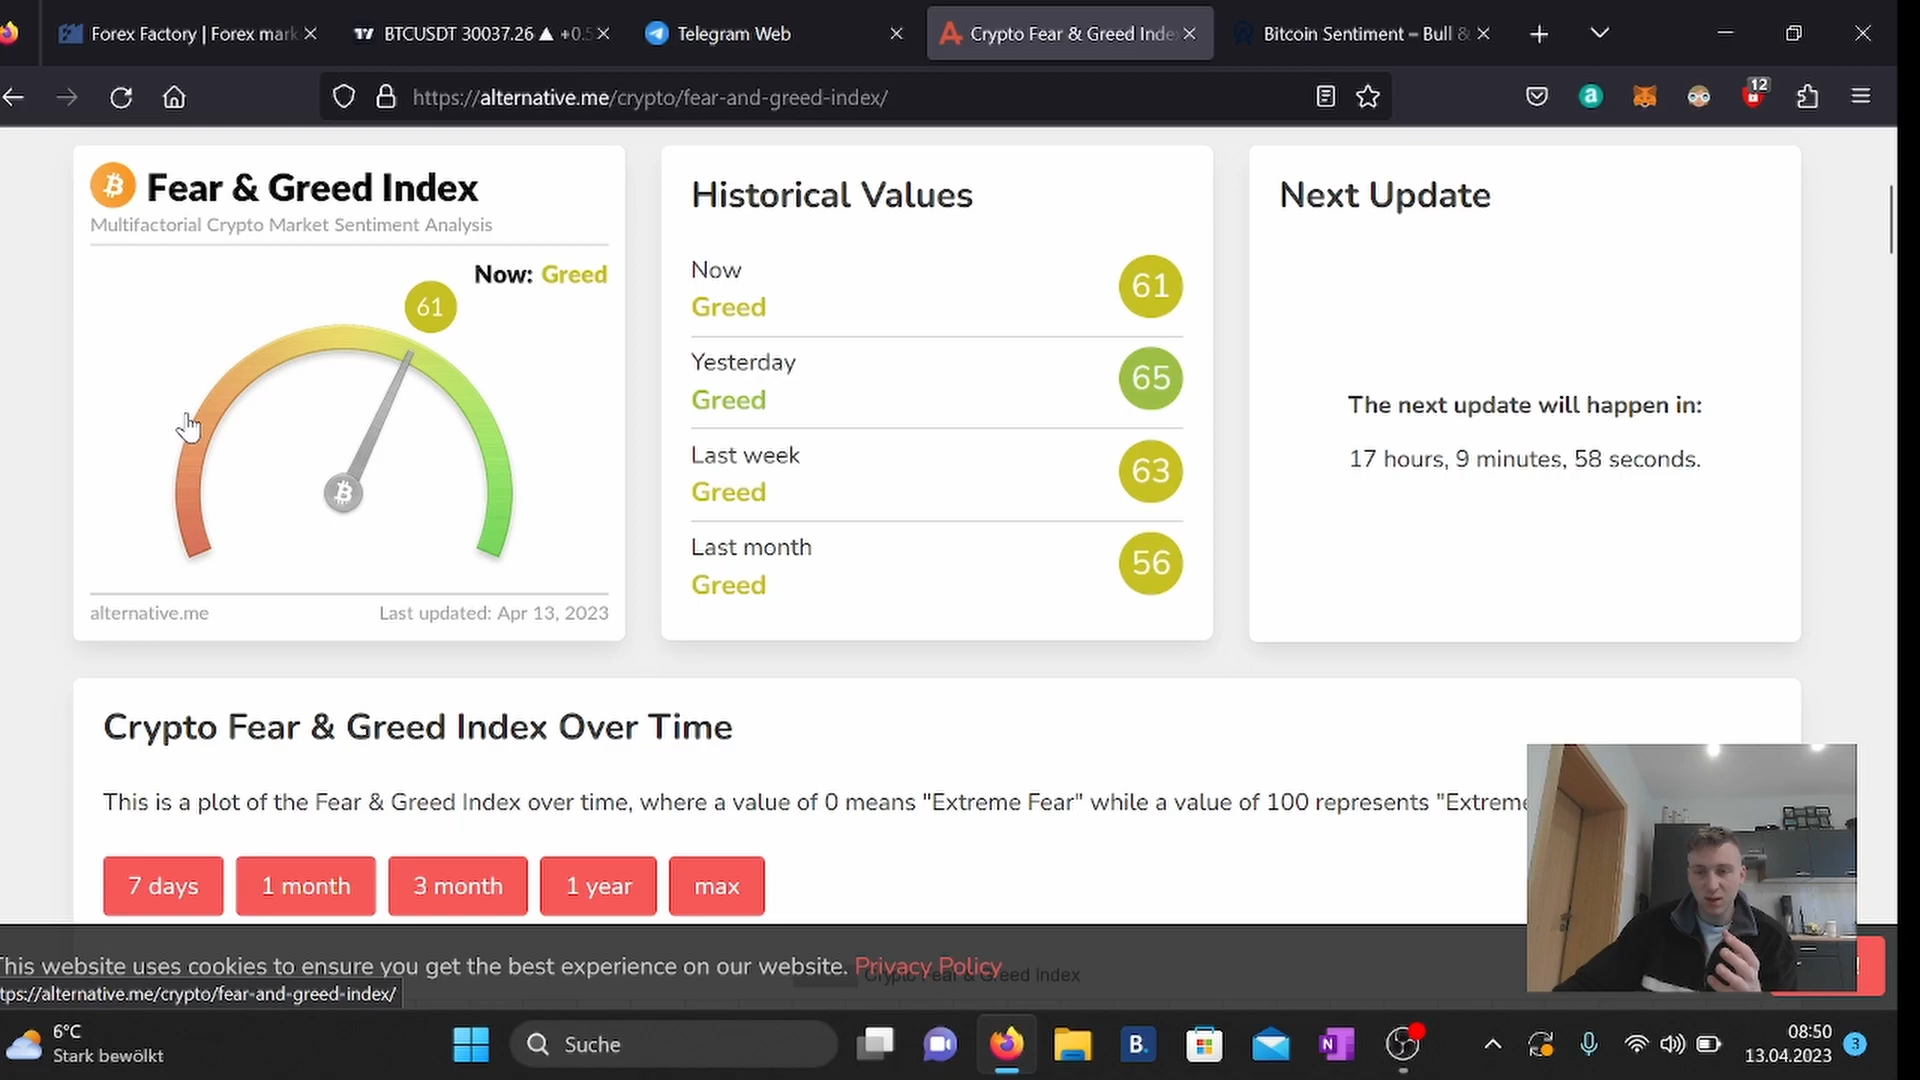 Forex Factory | Forex mark
BTCUSDT 30037.26 ▲ +0.5
Telegram Web
Crypto Fear & Greed Inde
Bitcoin Sentiment – Bull &
https://alternative.me/crypto/fear-and-greed-index/
12
Fear & Greed Index
Multifactorial Crypto Market Sentiment Analysis
Now: Greed
61
alternative.me
Last updated: Apr 13, 2023
Historical Values
Now
Greed
61
Yesterday
Greed
65
Last week
Greed
63
Last month
Greed
56
Next Update
The next update will happen in:
17 hours, 9 minutes, 58 seconds.
Crypto Fear & Greed Index Over Time
This is a plot of the Fear & Greed Index over time, where a value of 0 means "Extreme Fear" while a value of 100 represents "Extreme
7 days
1 month
3 month
1 year
max
This website uses cookies to ensure you get the best experience on our website. Privacy Policy
Crypto Fear & Greed Index
tps://alternative.me/crypto/fear-and-greed-index/
6°C
Stark bewölkt
Suche
B.
N
08:50
13.04.2023
3